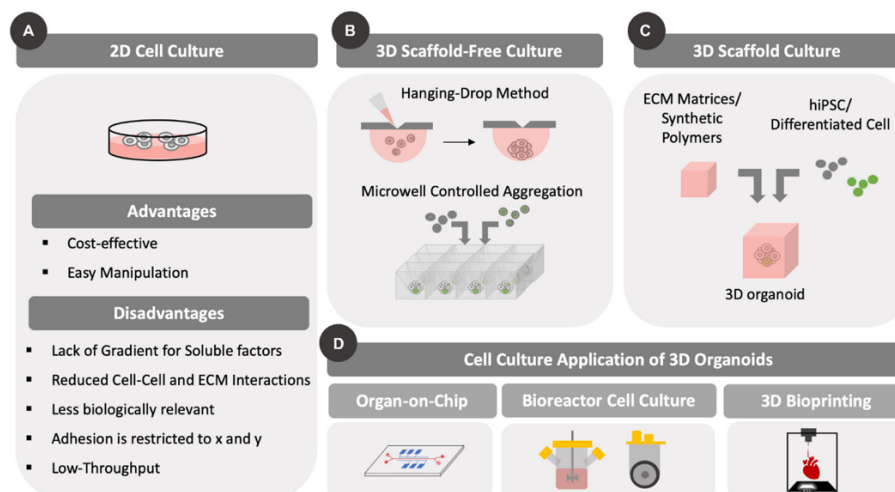 A
2D Cell Culture
Advantages
Cost-effective
Easy Manipulation
Disadvantages
Lack of Gradient for Soluble factors
Reduced Cell-Cell and ECM Interactions
Less biologically relevant
Adhesion is restricted to x and y
Low-Throughput
B
3D Scaffold-Free Culture
Hanging-Drop Method
Microwell Controlled Aggregation
C
3D Scaffold Culture
ECM Matrices/
Synthetic
Polymers
hiPSC/
Differentiated Cell
3D organoid
D
Cell Culture Application of 3D Organoids
Organ-on-Chip
Bioreactor Cell Culture
3D Bioprinting